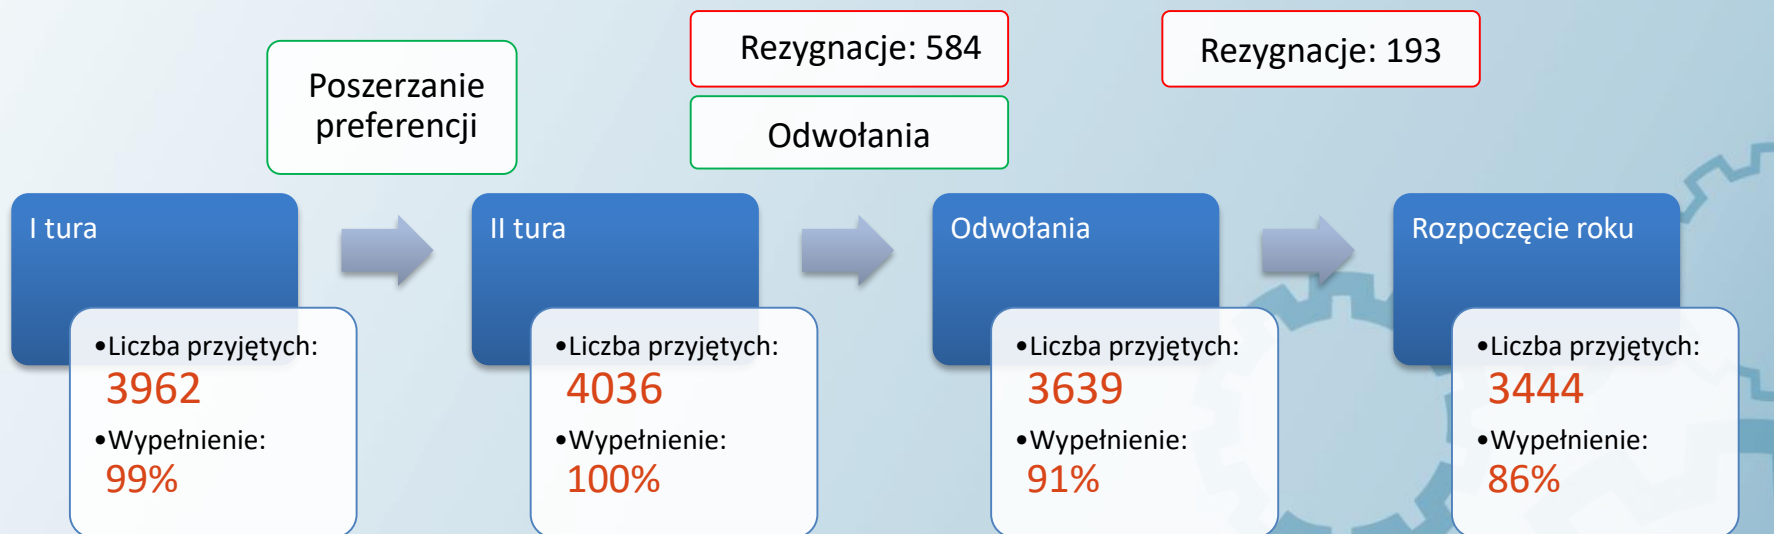 Rezygnacje: 584
Rezygnacje: 193
Poszerzanie
preferencji
Odwołania
I tura
II tura
Odwołania
Rozpoczęcie roku
•Liczba przyjętych:
3962
•Wypełnienie:
99%
•Liczba przyjętych:
4036
•Wypełnienie:
100%
•Liczba przyjętych:
3639
•Wypełnienie:
91%
•Liczba przyjętych:
3444
•Wypełnienie:
86%